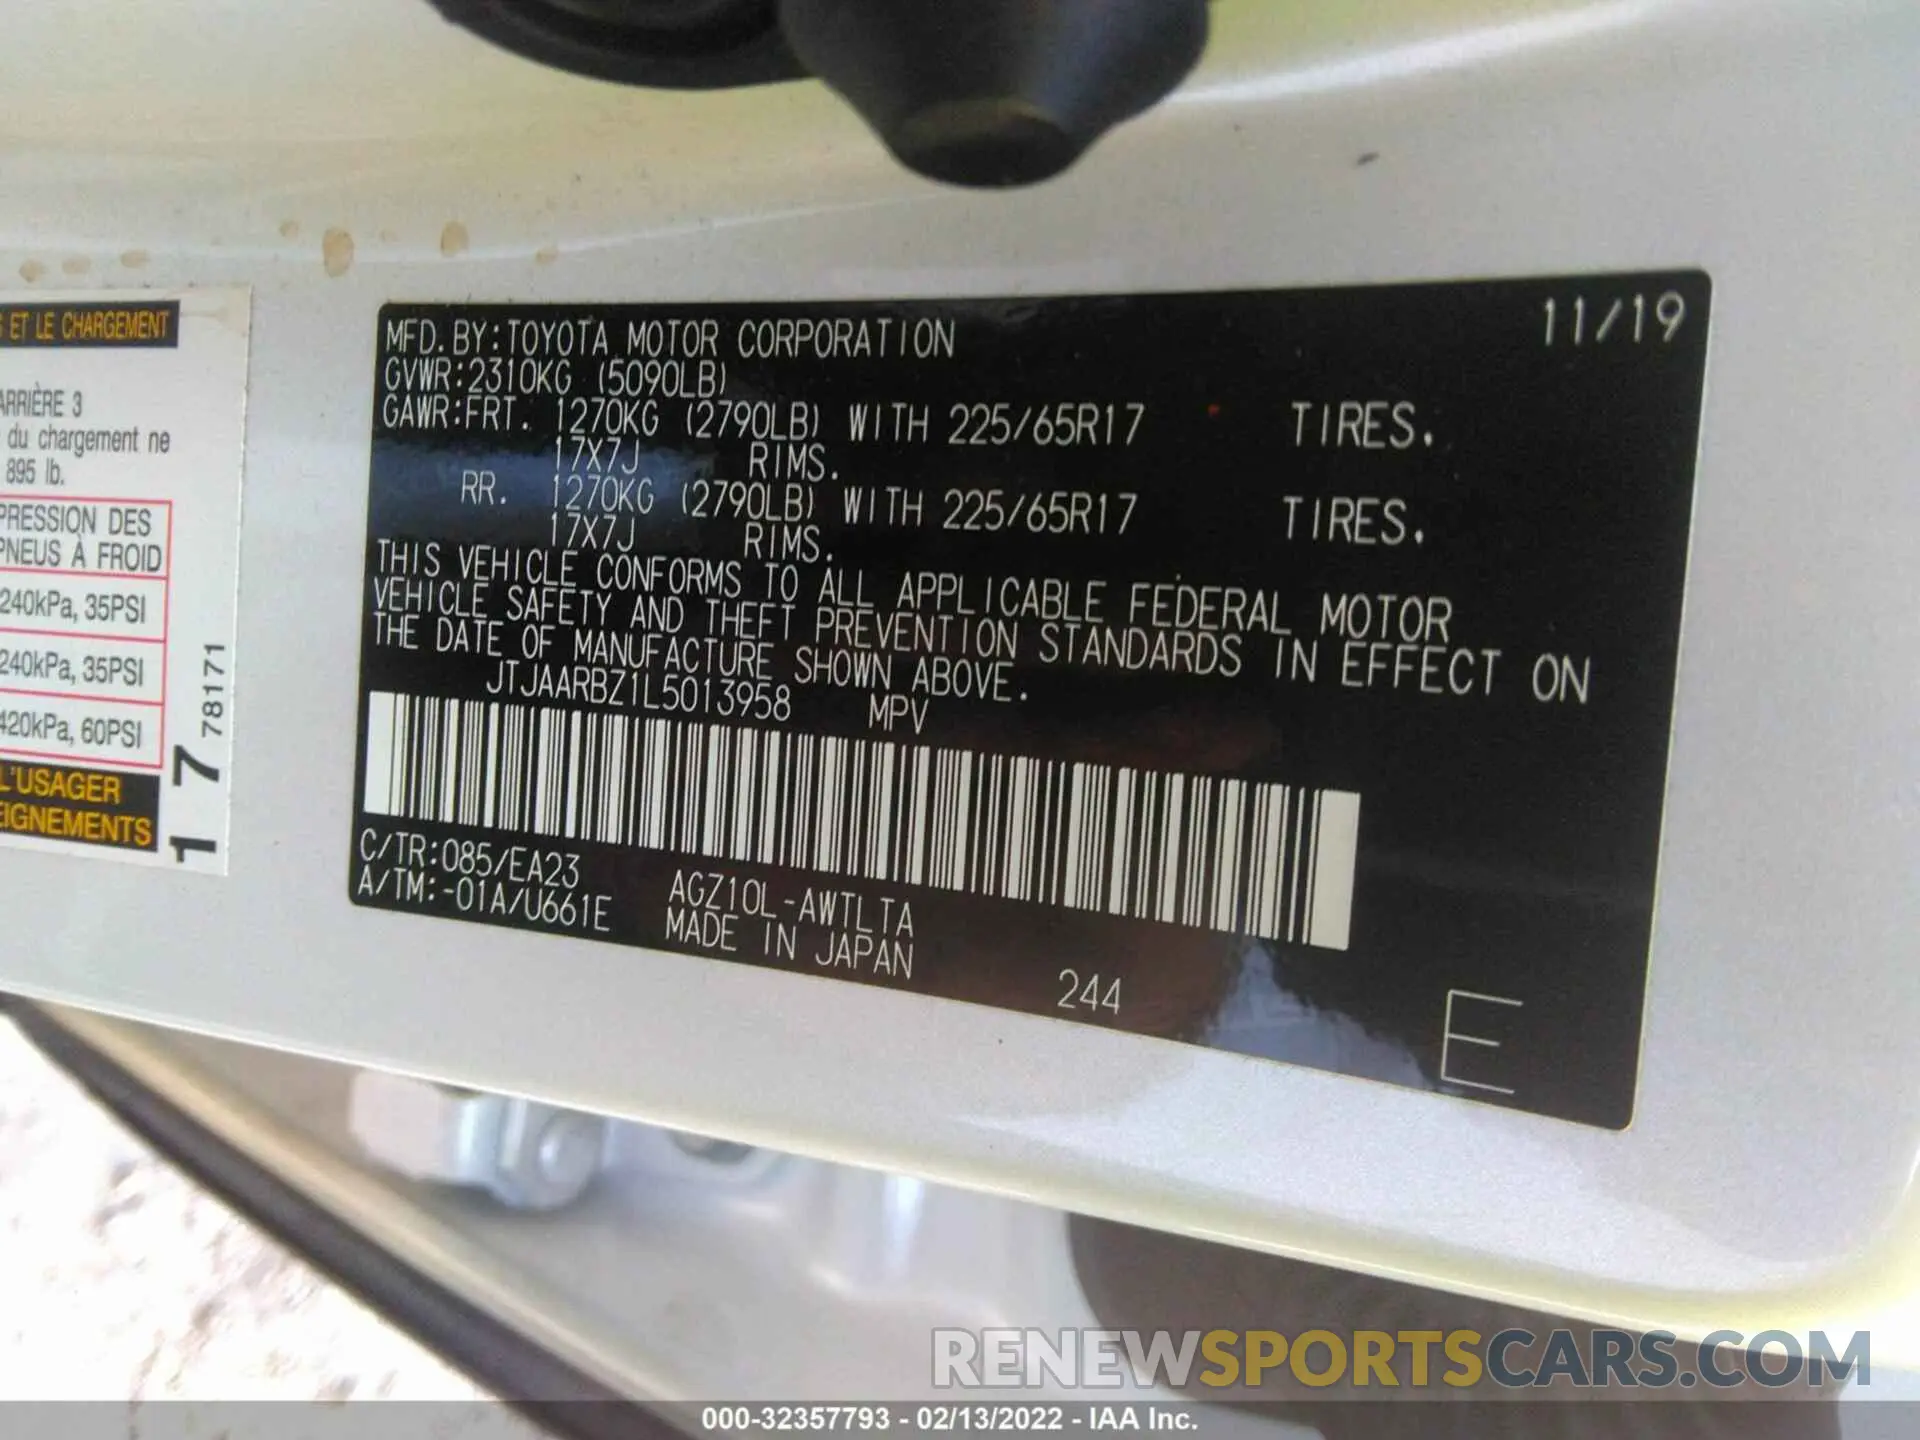 S ET LE CHARGEMENT
ARRIÈRE 3
du chargement ne
895 lb.
PRESSION DES
PNEUS À FROID
240kPa, 35PSI
240kPa, 35PSI
420kPa, 60PSI
L'USAGER
EIGNEMENTS
1 7 78171
11/19
MFD.BY:TOYOTA MOTOR CORPORATION
GVWR:2310KG (5090LB)
GAWR:FRT. 1270KG (2790LB) WITH 225/65R17 TIRES.
17X7J RIMS.
RR. 1270KG (2790LB) WITH 225/65R17 TIRES.
17X7J RIMS.
THIS VEHICLE CONFORMS TO ALL APPLICABLE FEDERAL MOTOR
VEHICLE SAFETY AND THEFT PREVENTION STANDARDS IN EFFECT ON
THE DATE OF MANUFACTURE SHOWN ABOVE.
JTJAARBZ1L5013958 MPV
C/TR:085/EA23 AGZ10L-AWTLTA
A/TM:-01A/U661E MADE IN JAPAN
244
E
RENEWSPORTSCARS.COM
000-32357793 - 02/13/2022 - IAA Inc.